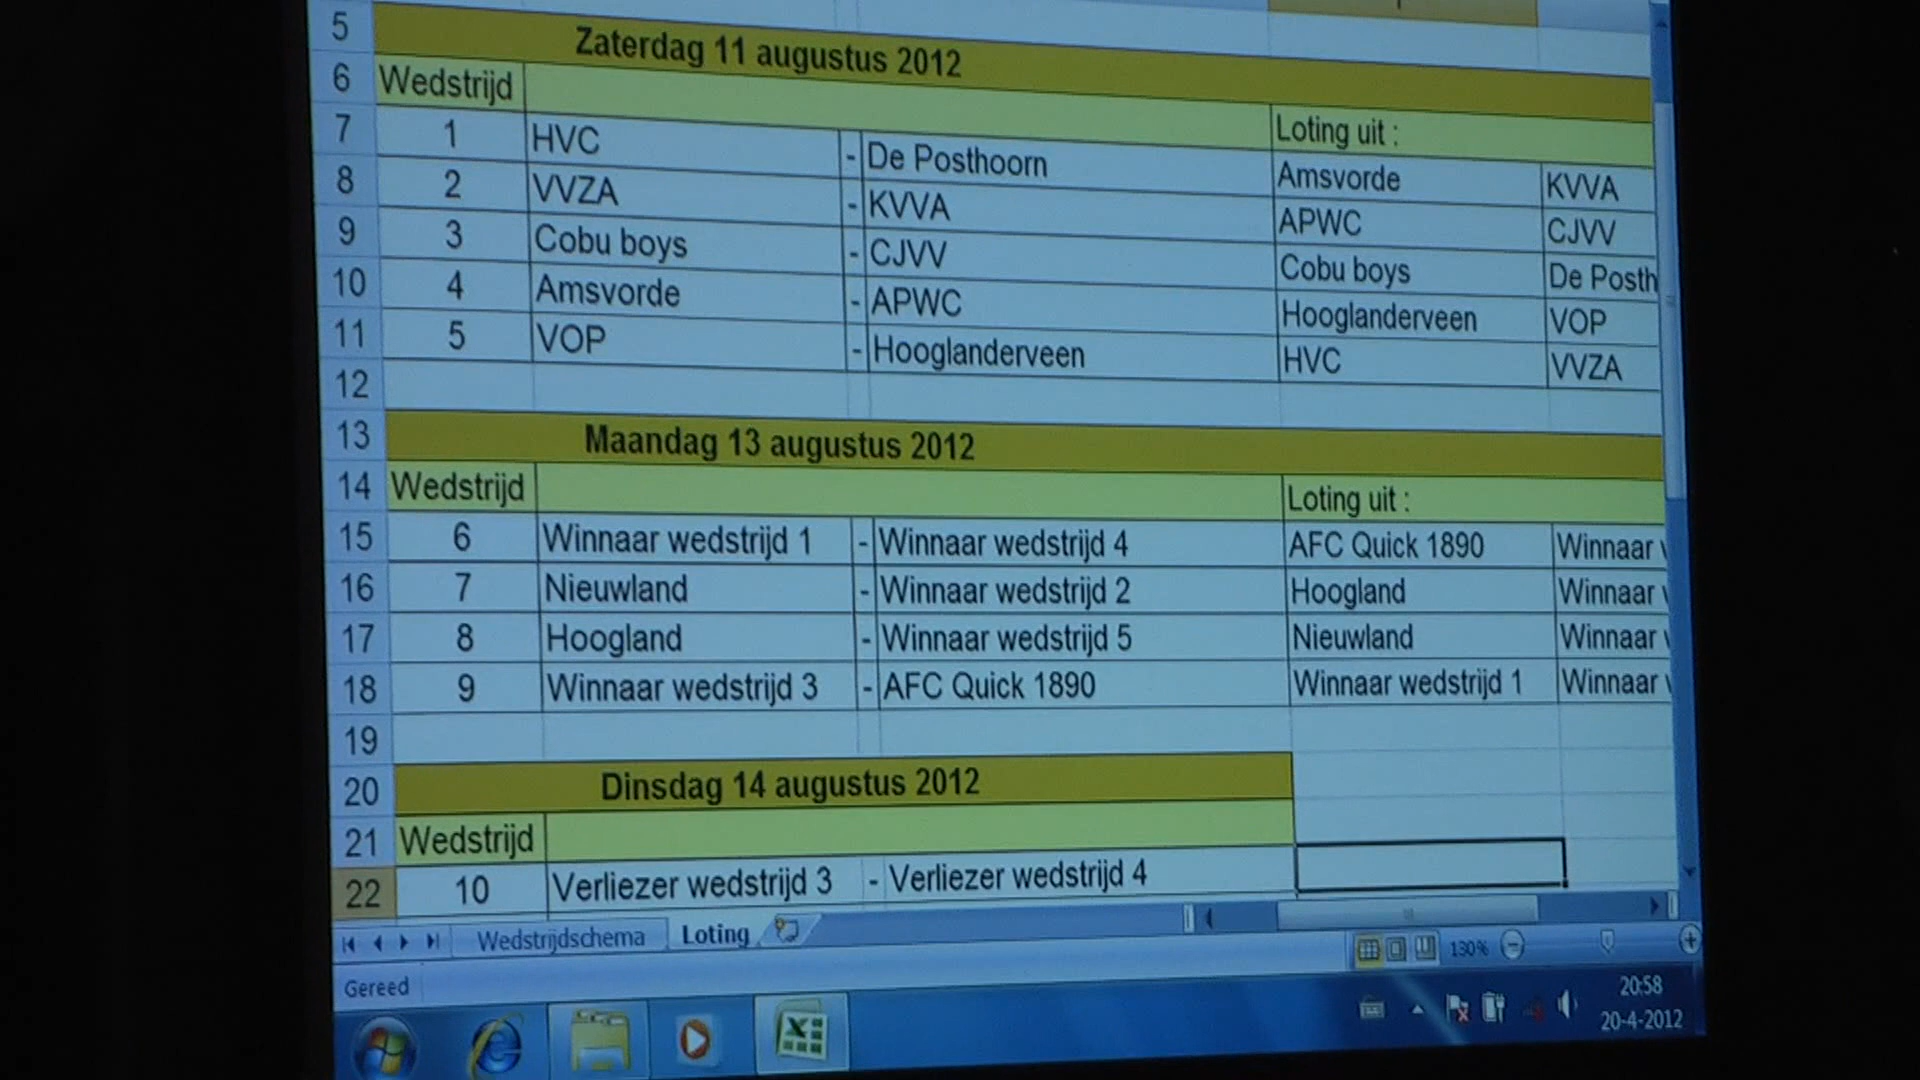 5 Zaterdag 11 augustus 2012
6 Wedstrijd Loting uit :
7 1 HVC - De Posthoorn Amsvorde KVVA
8 2 VVZA - KVVA APWC CJVV
9 3 Cobu boys - CJVV Cobu boys De Posth
10 4 Amsvorde - APWC Hooglanderveen VOP
11 5 VOP - Hooglanderveen HVC VVZA
12
13 Maandag 13 augustus 2012
14 Wedstrijd Loting uit :
15 6 Winnaar wedstrijd 1 - Winnaar wedstrijd 4 AFC Quick 1890 Winnaar
16 7 Nieuwland - Winnaar wedstrijd 2 Hoogland Winnaar
17 8 Hoogland - Winnaar wedstrijd 5 Nieuwland Winnaar
18 9 Winnaar wedstrijd 3 - AFC Quick 1890 Winnaar wedstrijd 1 Winnaar
19
20 Dinsdag 14 augustus 2012
21 Wedstrijd
22 10 Verliezer wedstrijd 3 - Verliezer wedstrijd 4
Wedstrijdschema Loting
130%
Gereed
20:58
20-4-2012